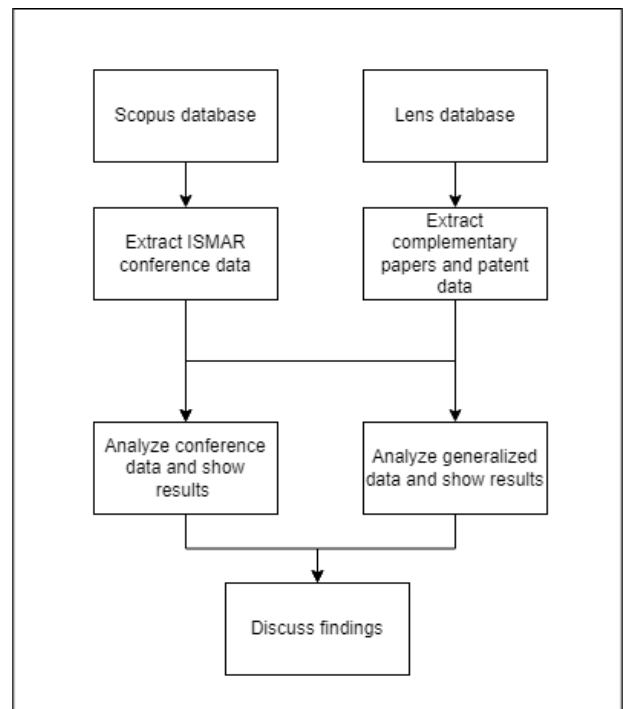 Scopus database
Lens database
Extract ISMAR
conference data
Extract
complementary
papers and patent
data
Analyze conference
data and show
results
Analyze generalized
data and show results
Discuss findings